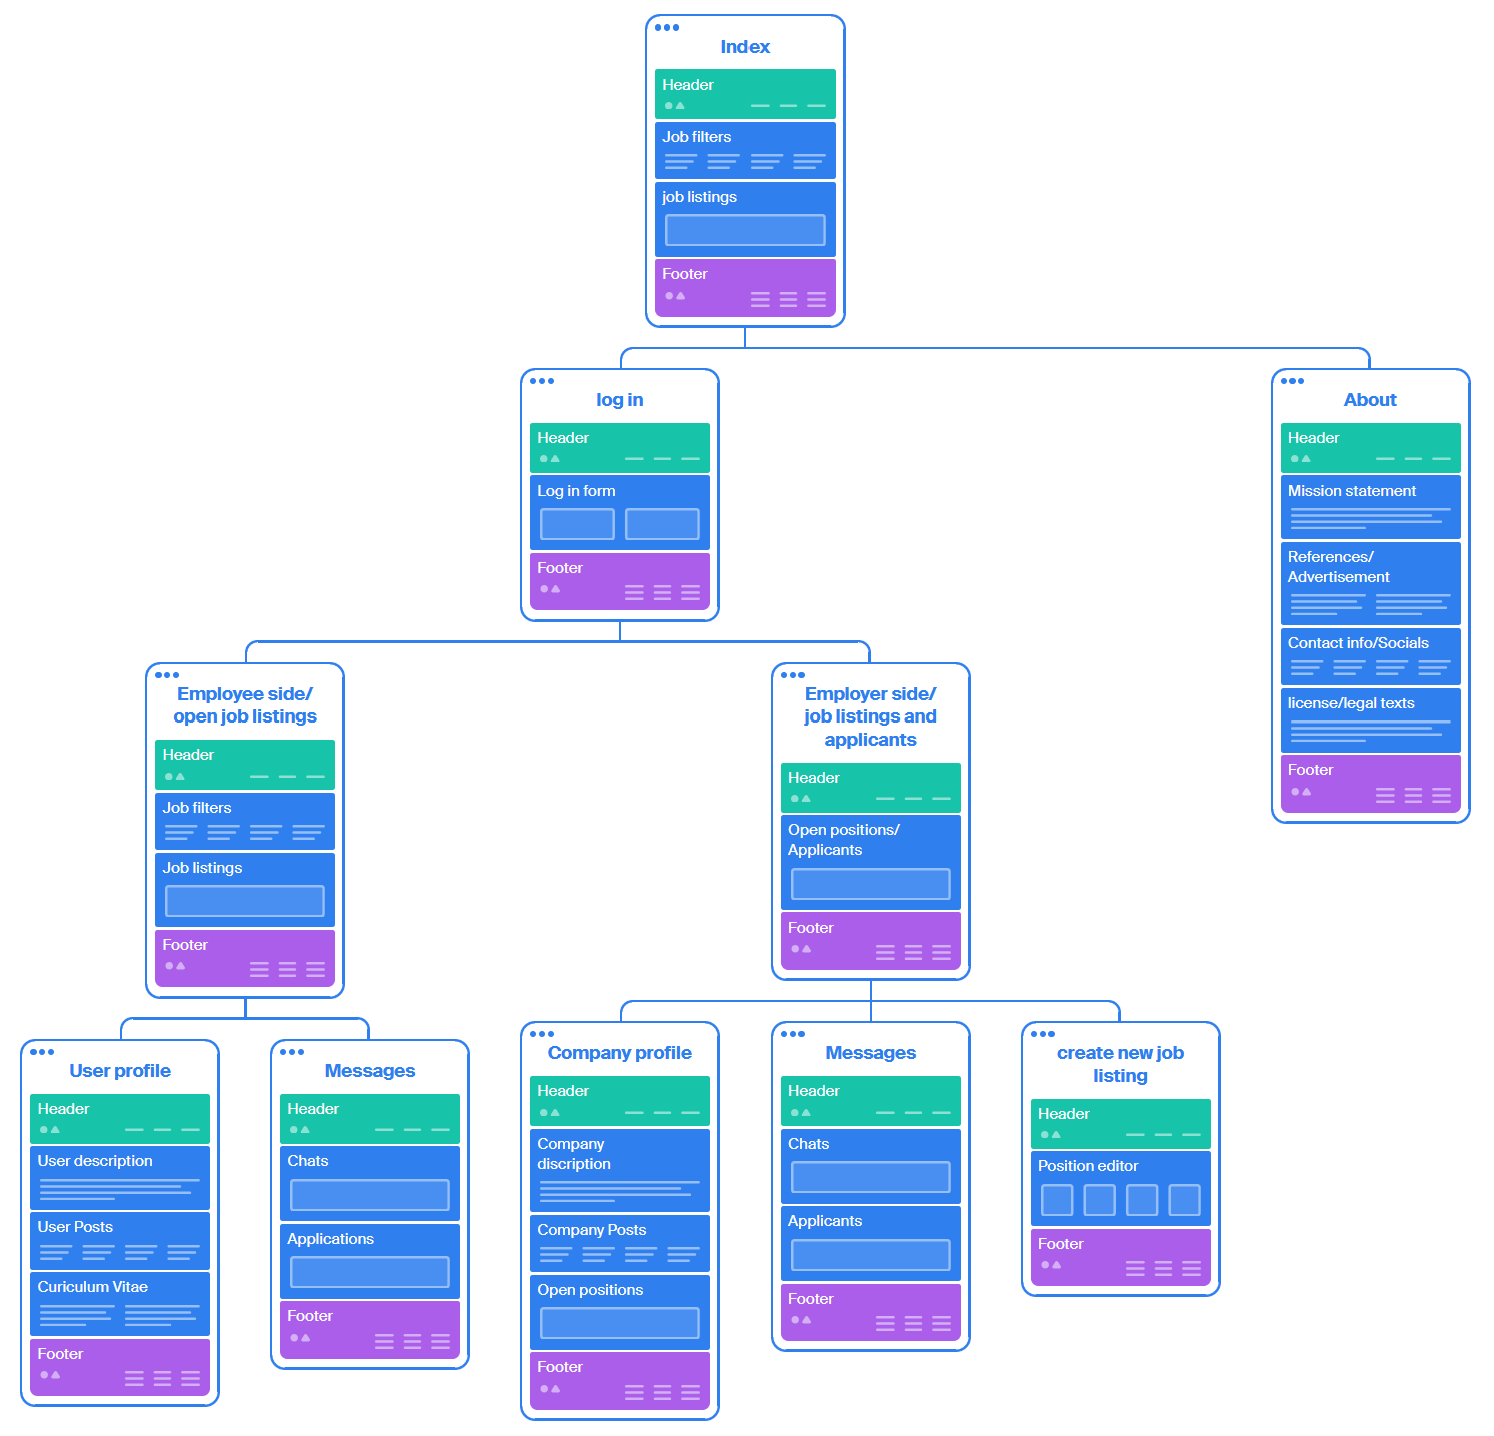 Index
Header
Job filters
job listings
Footer
log in
Header
Log in form
Footer
About
Header
Mission statement
References/
Advertisement
Contact info/Socials
license/legal texts
Footer
Employee side/
open job listings
Header
Job filters
Job listings
Footer
Employer side/
job listings and
applicants
Header
Open positions/
Applicants
Footer
User profile
Header
User description
User Posts
Curiculum Vitae
Footer
Messages
Header
Chats
Applications
Footer
Company profile
Header
Company
discription
Company Posts
Open positions
Footer
Messages
Header
Chats
Applicants
Footer
create new job
listing
Header
Position editor
Footer